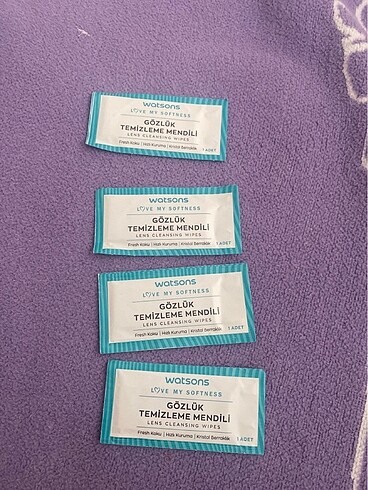 watsons
LOVE MY SOFTNESS
GÖZLÜK
TEMİZLEME MENDİLİ
LENS CLEANSING WIPES
Fresh Koku | Hızlı Kuruma | Kristal Berraklık 1 ADET
watsons
LOVE MY SOFTNESS
GÖZLÜK
TEMİZLEME MENDİLİ
LENS CLEANSING WIPES
Fresh Koku | Hızlı Kuruma | Kristal Berraklık 1 ADET
watsons
LOVE MY SOFTNESS
GÖZLÜK
TEMİZLEME MENDİLİ
LENS CLEANSING WIPES
Fresh Koku | Hızlı Kuruma | Kristal Berraklık 1 ADET
watsons
LOVE MY SOFTNESS
GÖZLÜK
TEMİZLEME MENDİLİ
LENS CLEANSING WIPES
Fresh Koku | Hızlı Kuruma | Kristal Berraklık 1 ADET